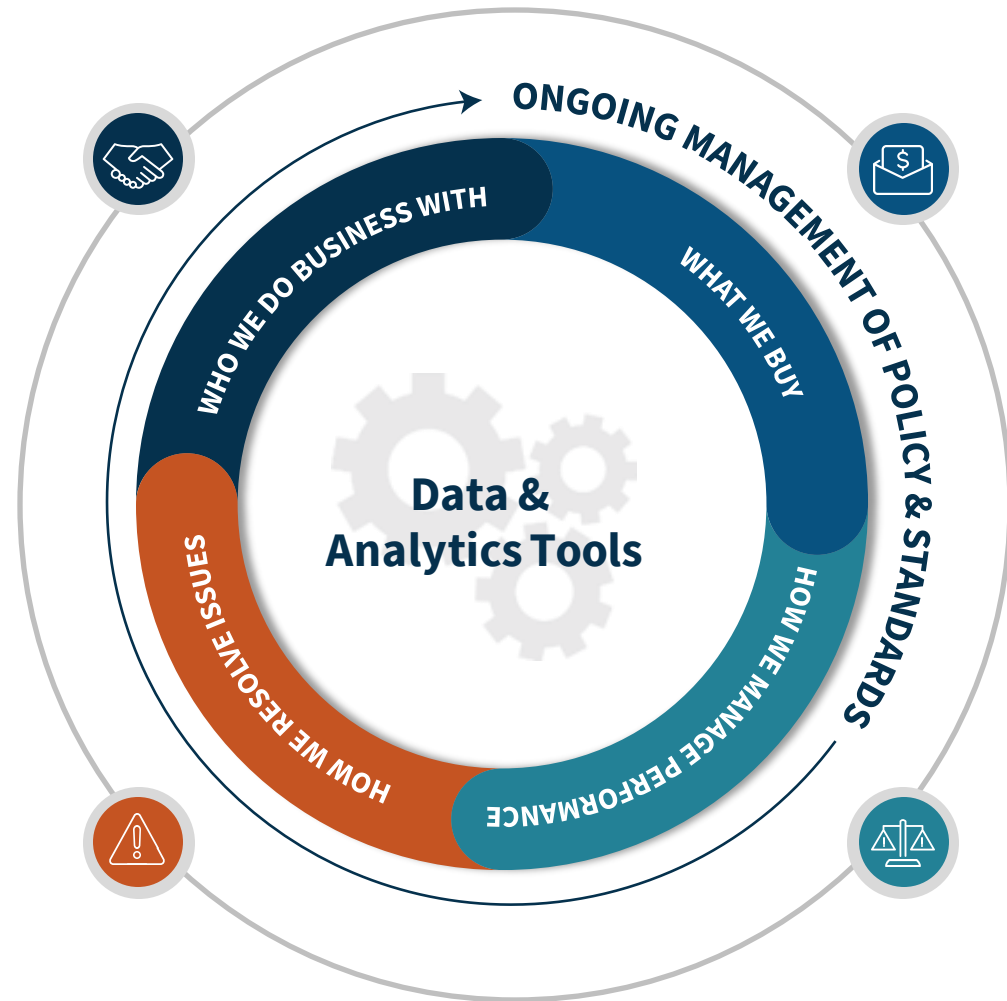 ONGOING MANAGEMENT OF POLICY & STANDARDS
WHO WE DO BUSINESS WITH
WHAT WE BUY
HOW WE MANAGE PERFORMANCE
HOW WE RESOLVE ISSUES
Data &
Analytics Tools
$